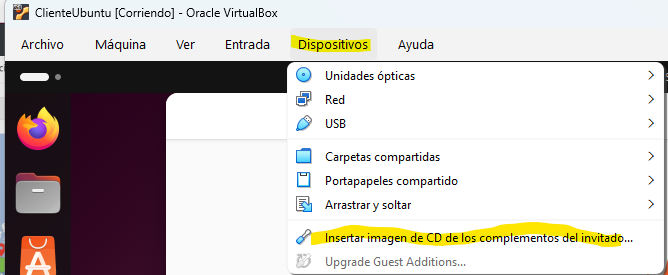 ClienteUbuntu [Corriendo] - Oracle VirtualBox
Archivo Máquina Ver Entrada Dispositivos Ayuda
Unidades ópticas
Red
USB
Carpetas compartidas
Portapapeles compartido
Arrastrar y soltar
Insertar imagen de CD de los complementos del invitado...
Upgrade Guest Additions...